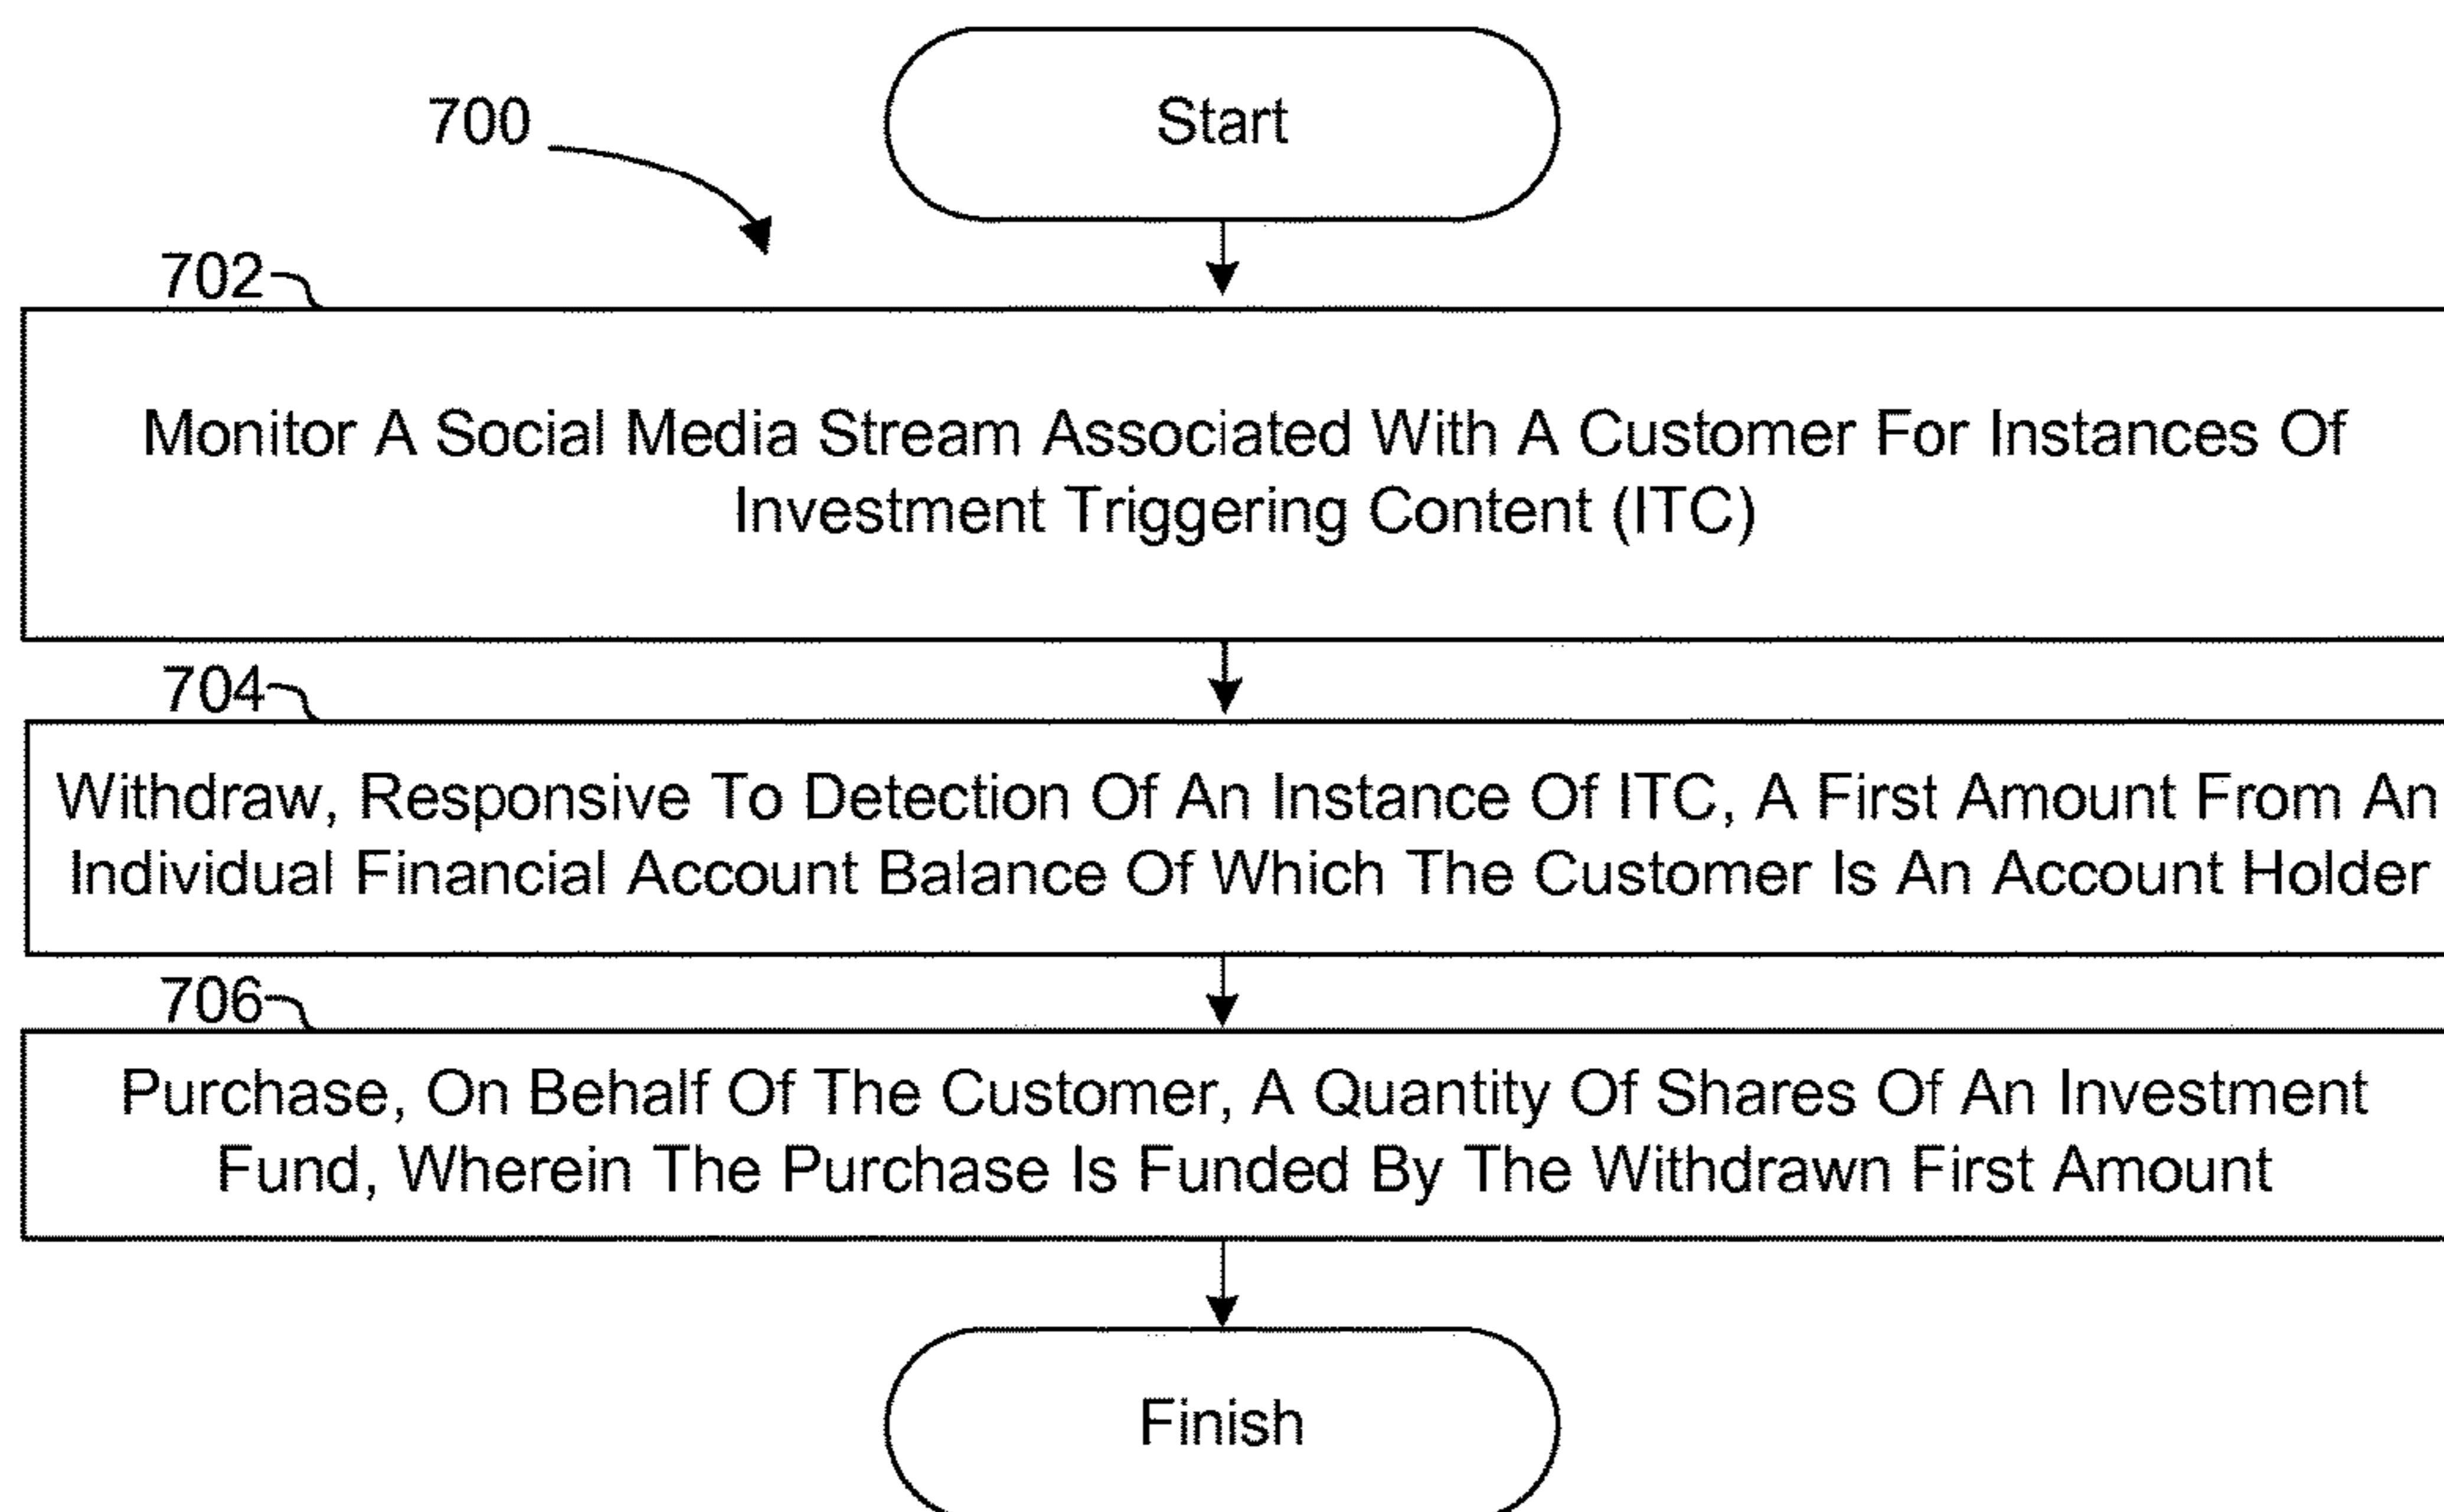 Start
700
702
Monitor A Social Media Stream Associated With A Customer For Instances Of
Investment Triggering Content (ITC)
704
Withdraw, Responsive To Detection Of An Instance Of ITC, A First Amount From An
Individual Financial Account Balance Of Which The Customer Is An Account Holder
706
Purchase, On Behalf Of The Customer, A Quantity Of Shares Of An Investment
Fund, Wherein The Purchase Is Funded By The Withdrawn First Amount
Finish